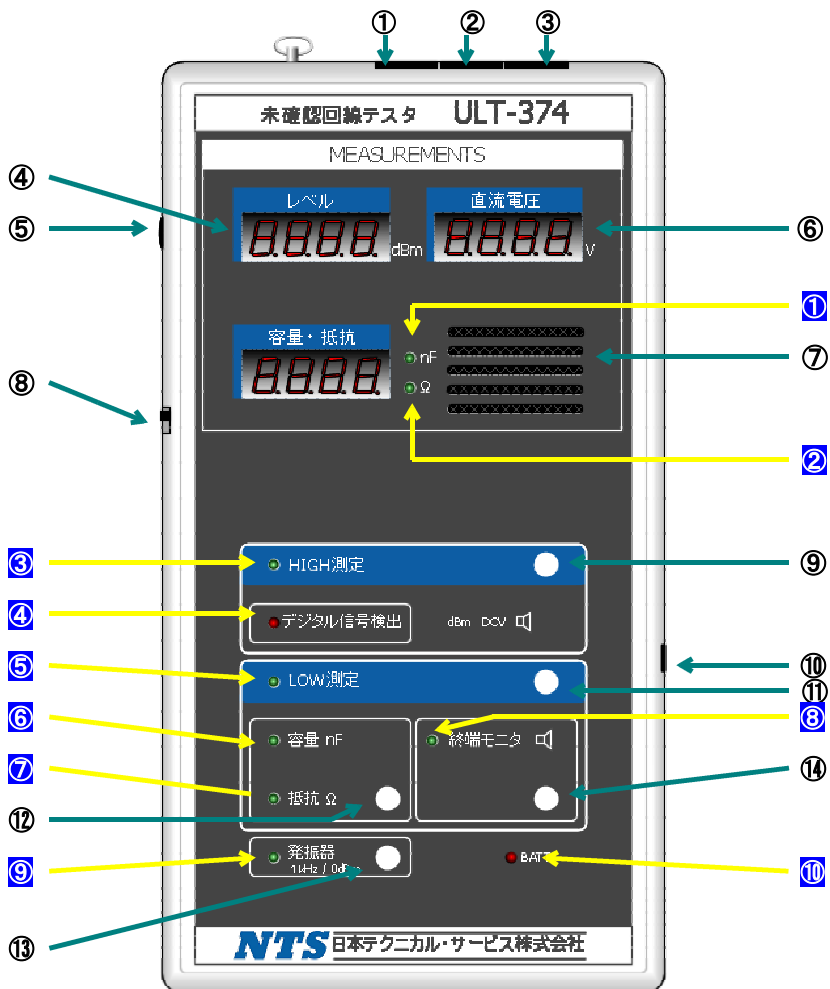 ① ② ③
未確認回線テスタ ULT-374
MEASUREMENTS
④
レベル 直流電圧
⑤ ⑥
dBm V
①
容量・抵抗
nF ⑦
⑧ Ω
②
③ HIGH測定 ⑨
④ デジタル信号検出 dBm DCV
⑩
⑤ LOW測定 ⑪
⑥ 容量 nF 終端モニタ ⑧
⑦ 抵抗 Ω ⑭
⑫
⑨ 発振器 BATT ⑩
1kHz / 0dBm
⑬
NTS 日本テクニカル・サービス株式会社